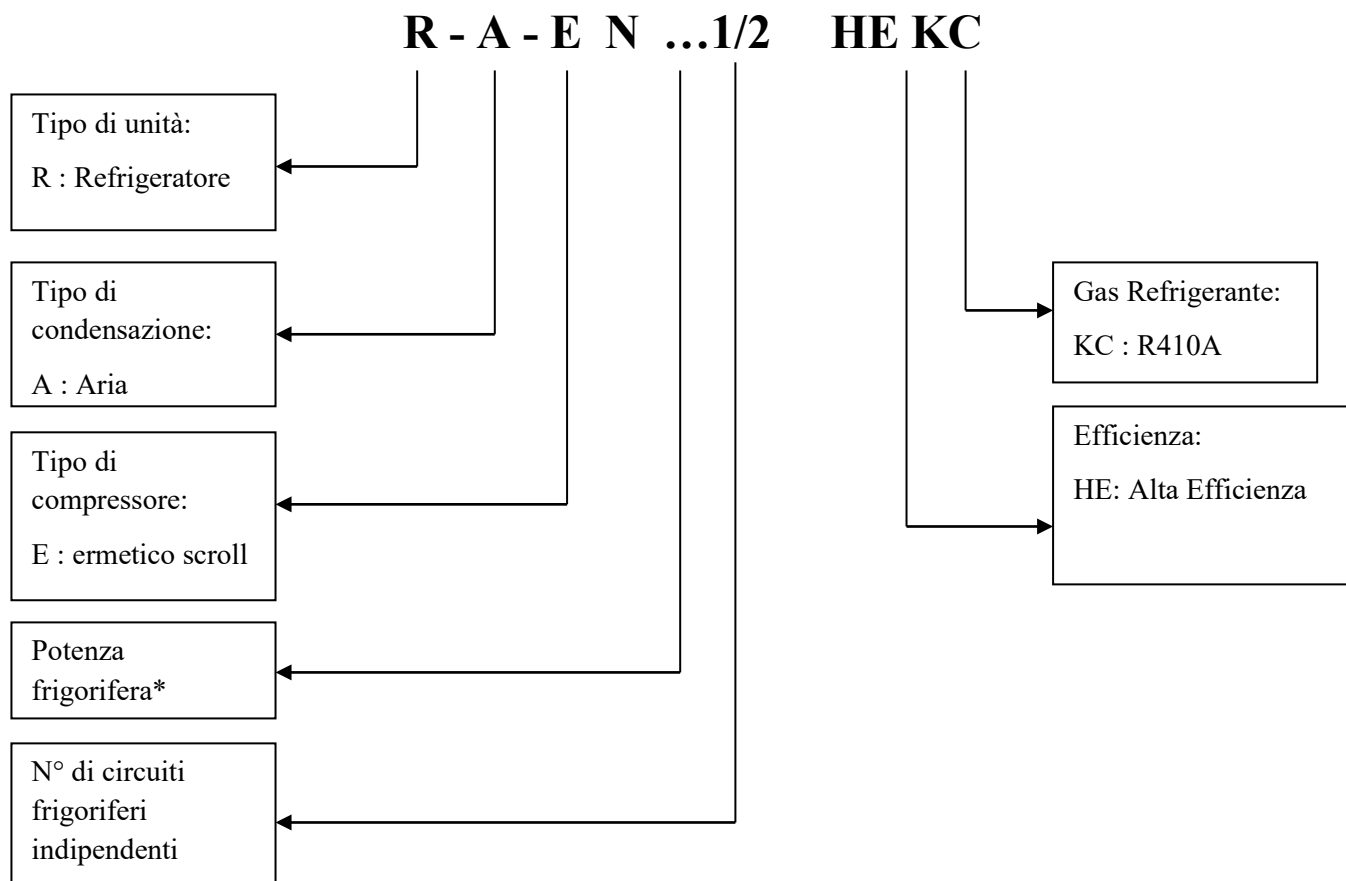 R - A - E N ...1/2 HE KC
Tipo di unità:
R : Refrigeratore
Tipo di
condensazione:
A : Aria
Tipo di
compressore:
E : ermetico scroll
Potenza
frigorifera*
N° di circuiti
frigoriferi
indipendenti
Gas Refrigerante:
KC : R410A
Efficienza:
HE: Alta Efficienza